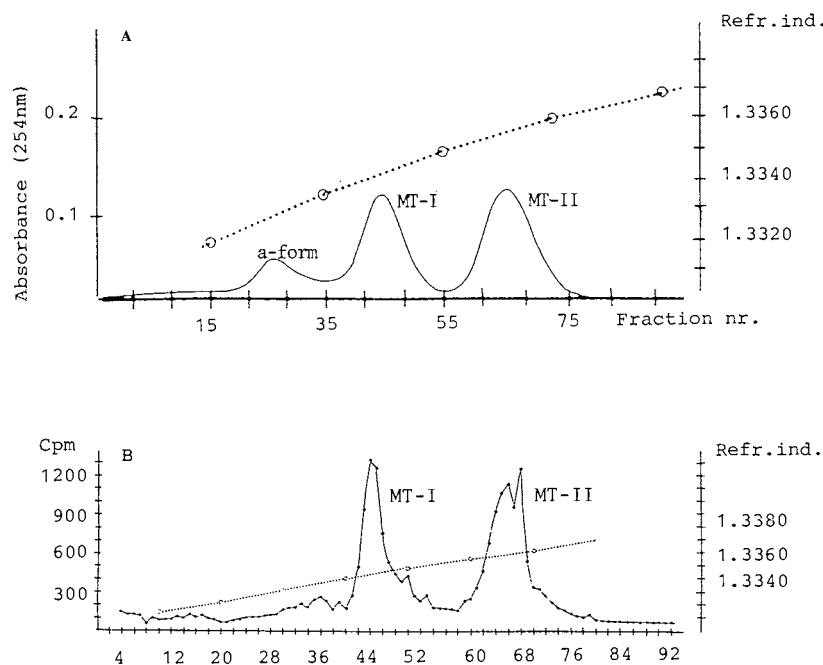 A
Refr.ind.
Absorbance (254nm)
0.2
0.1
1.3360
1.3340
1.3320
a-form
MT-I
MT-II
15 35 55 75 Fraction nr.
Cpm
B
Refr.ind.
1200
900
600
300
MT-I
MT-II
1.3380
1.3360
1.3340
4 12 20 28 36 44 52 60 68 76 84 92